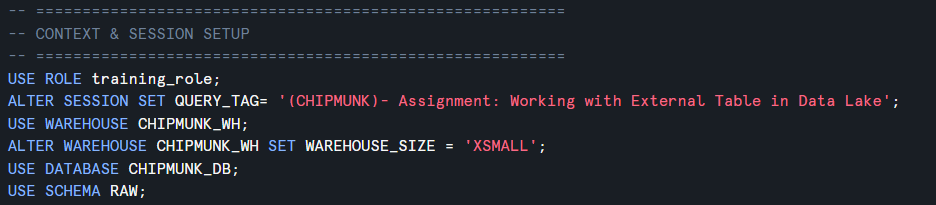 -- =========================================================
-- CONTEXT & SESSION SETUP
-- =========================================================
USE ROLE training_role;
ALTER SESSION SET QUERY_TAG= '(CHIPMUNK)- Assignment: Working with External Table in Data Lake';
USE WAREHOUSE CHIPMUNK_WH;
ALTER WAREHOUSE CHIPMUNK_WH SET WAREHOUSE_SIZE = 'XSMALL';
USE DATABASE CHIPMUNK_DB;
USE SCHEMA RAW;